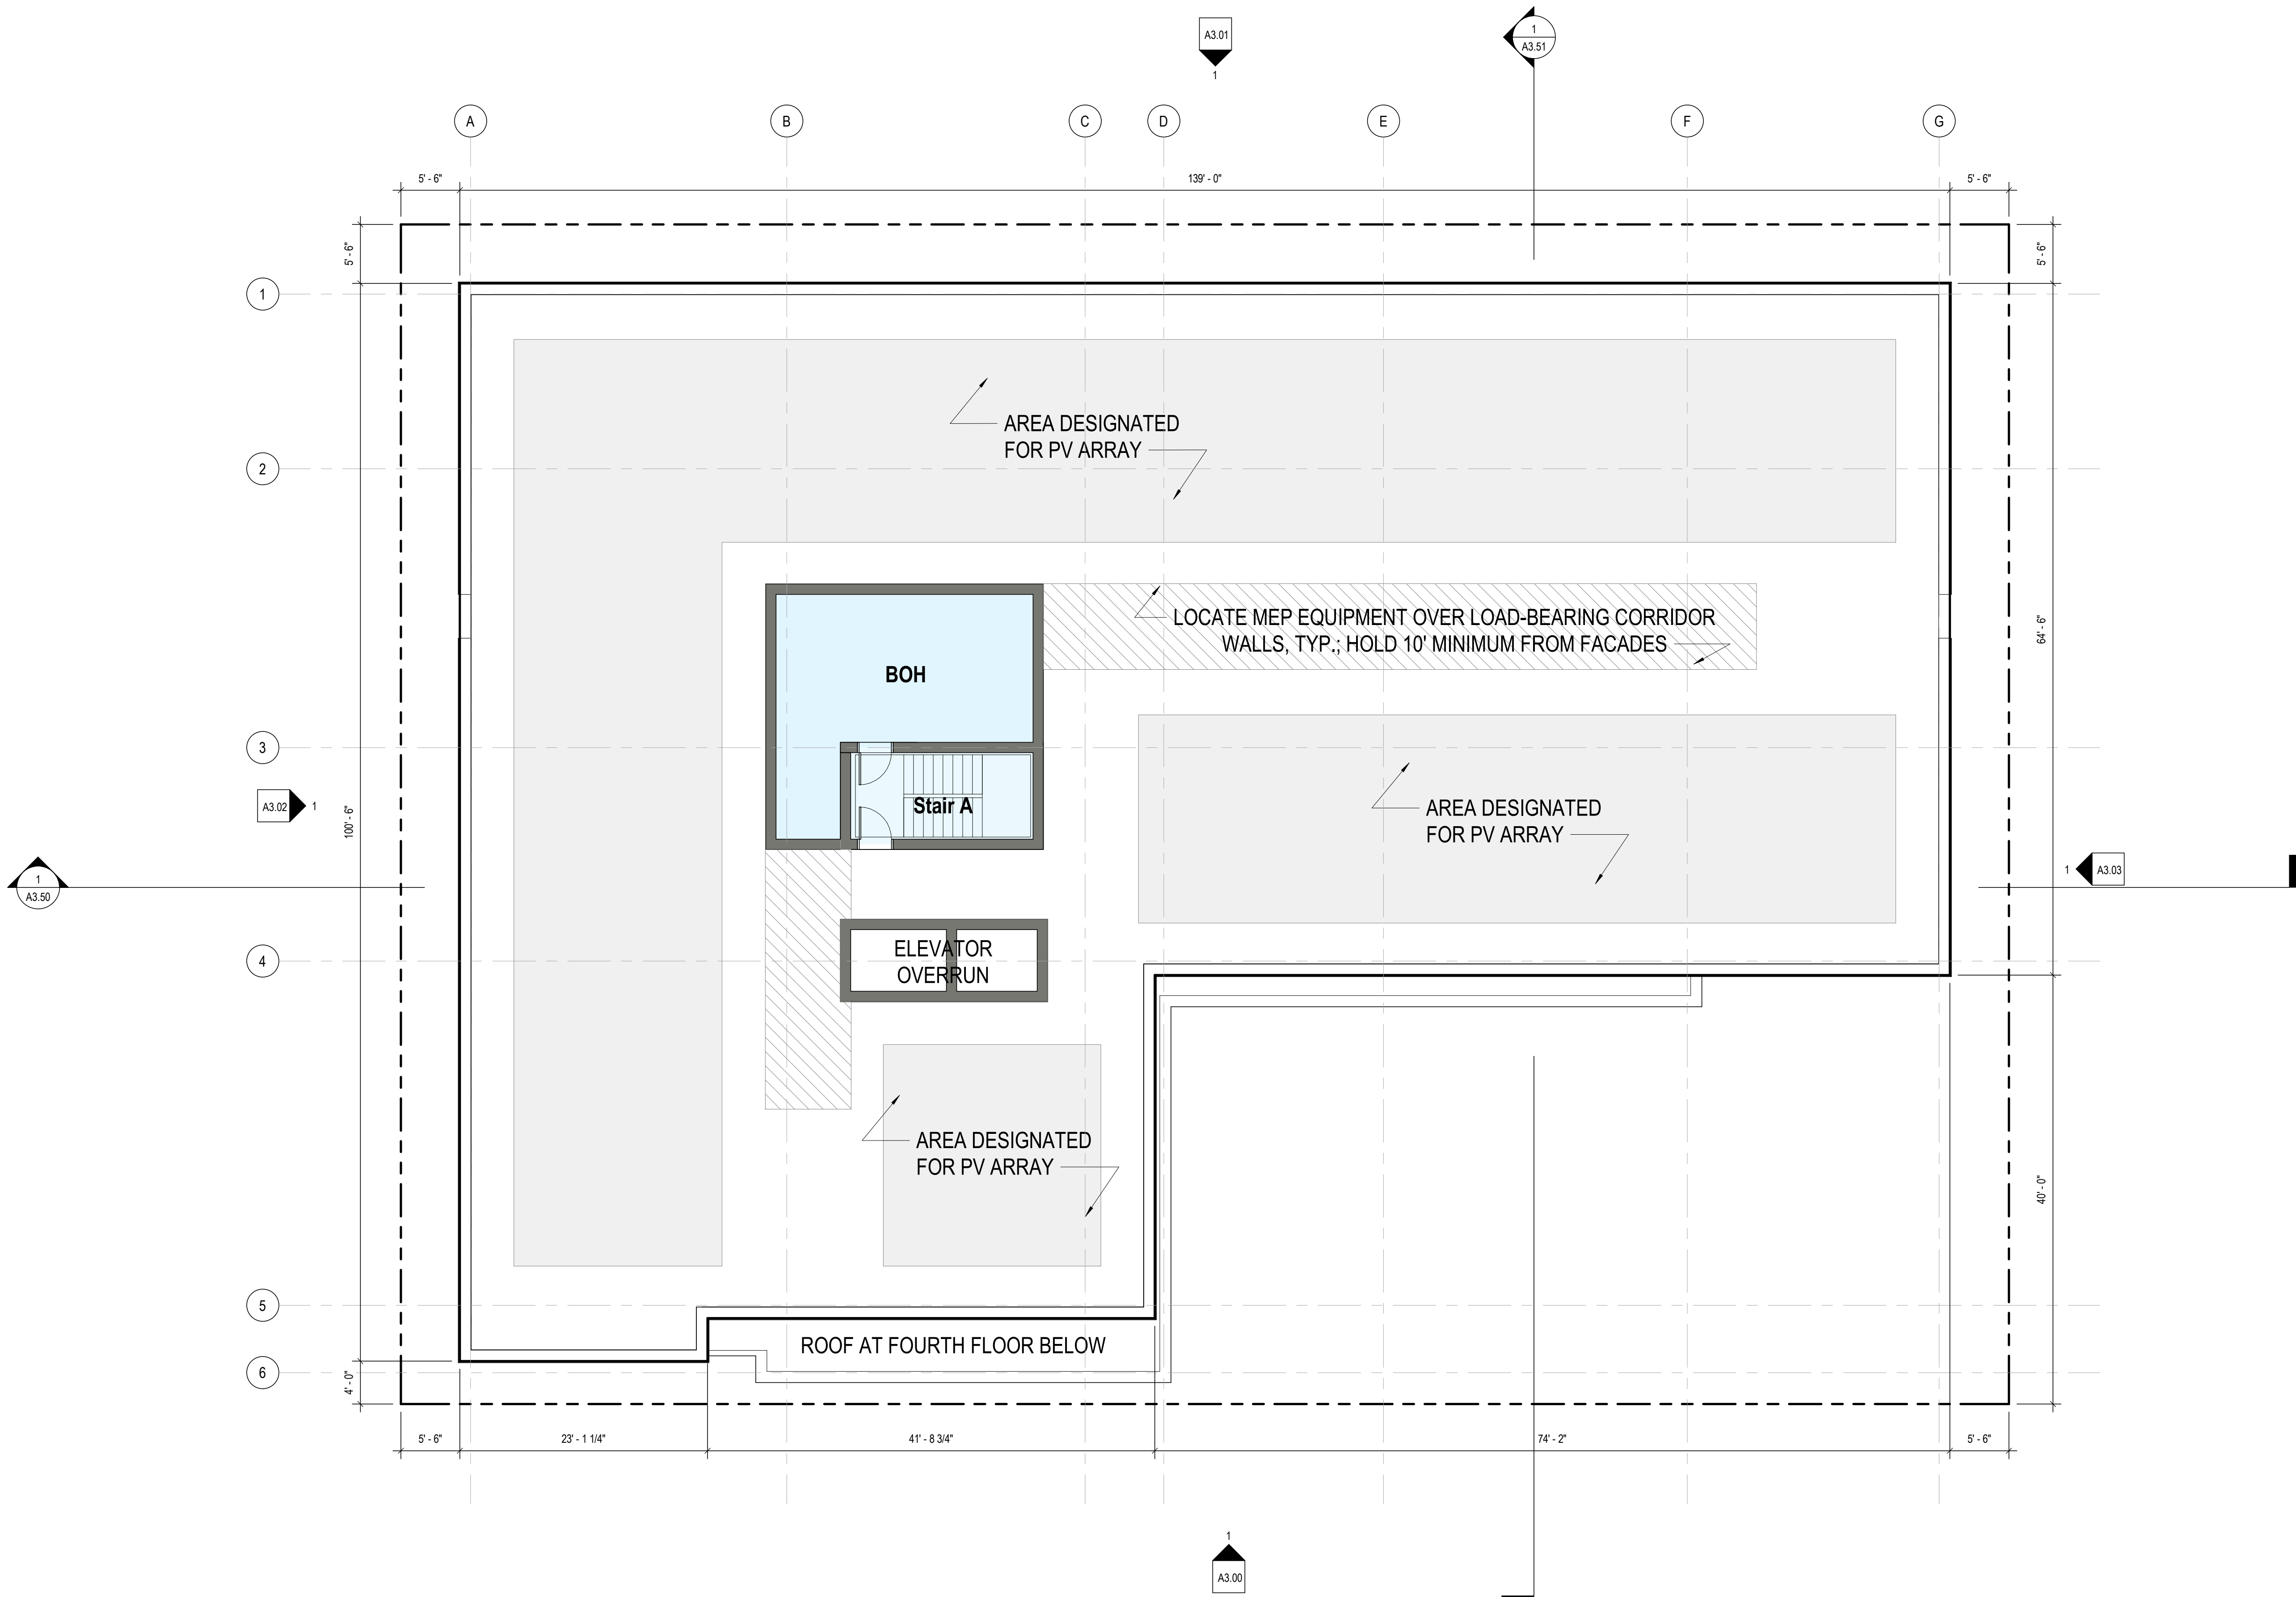 A3.01
1
1
A3.51
A
B
C
D
E
F
G
5' - 6"
139' - 0"
5' - 6"
5' - 6"
5' - 6"
1
AREA DESIGNATED
FOR PV ARRAY
2
LOCATE MEP EQUIPMENT OVER LOAD-BEARING CORRIDOR
WALLS, TYP.; HOLD 10' MINIMUM FROM FACADES
64' - 6"
BOH
3
A3.02
1
100' - 6"
Stair A
AREA DESIGNATED
FOR PV ARRAY
1
A3.50
1
A3.03
ELEVATOR
OVERRUN
4
AREA DESIGNATED
FOR PV ARRAY
40' - 0"
5
ROOF AT FOURTH FLOOR BELOW
6
4' - 0"
5' - 6"
23' - 1 1/4"
41' - 8 3/4"
74' - 2"
5' - 6"
1
A3.00